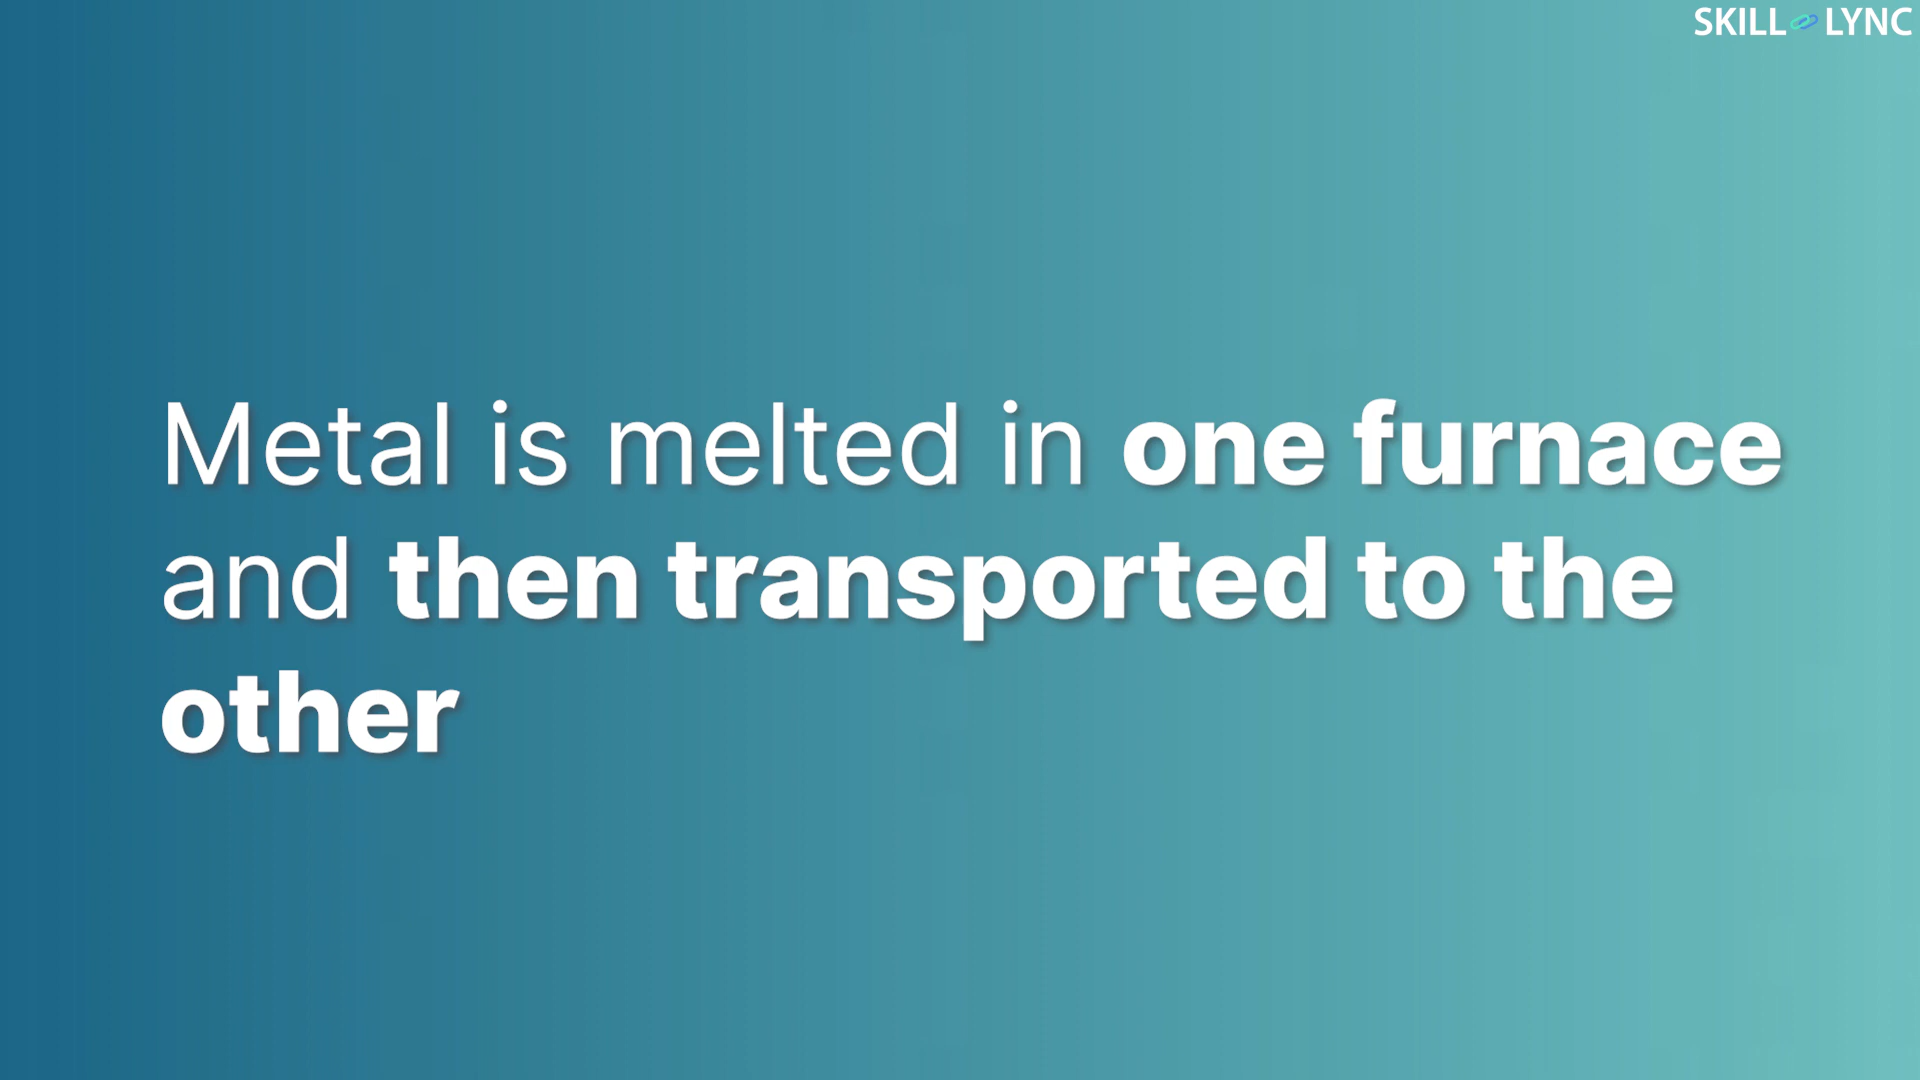 SKILL LYNC
Metal is melted in one furnace
and then transported to the
other